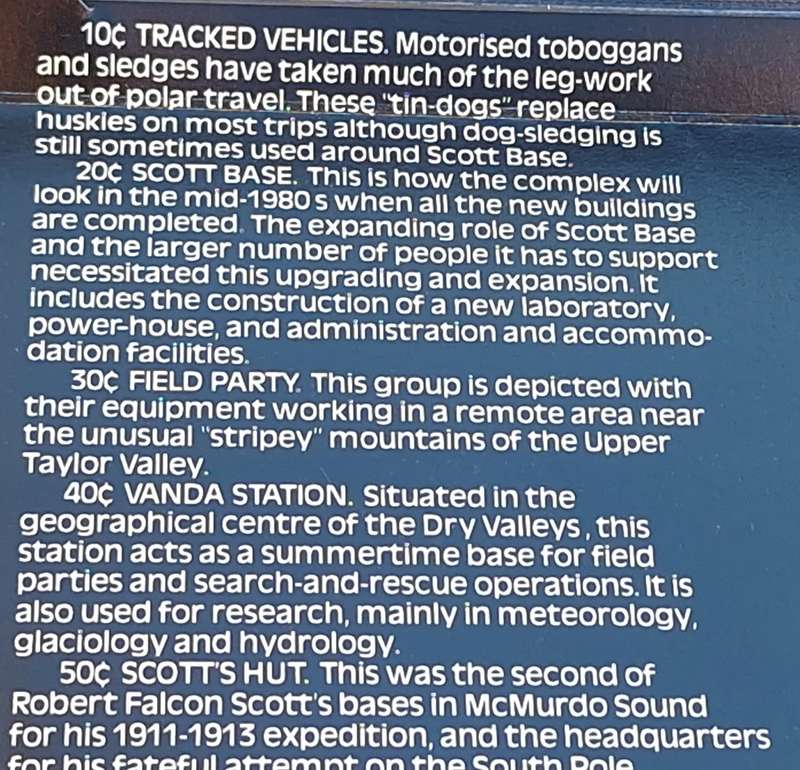 10¢ TRACKED VEHICLES. Motorised toboggans
and sledges have taken much of the leg-work
out of polar travel. These "tin-dogs" replace
huskies on most trips although dog-sledging is
still sometimes used around Scott Base.
20¢ SCOTT BASE. This is how the complex will
look in the mid-1980s when all the new buildings
are completed. The expanding role of Scott Base
and the larger number of people it has to support
necessitated this upgrading and expansion. It
includes the construction of a new laboratory,
power-house, and administration and accommo-
dation facilities.
30¢ FIELD PARTY. This group is depicted with
their equipment working in a remote area near
the unusual "stripey" mountains of the Upper
Taylor Valley.
40¢ VANDA STATION. Situated in the
geographical centre of the Dry Valleys, this
station acts as a summertime base for field
parties and search-and-rescue operations. It is
also used for research, mainly in meteorology,
glaciology and hydrology.
50¢ SCOTT'S HUT. This was the second of
Robert Falcon Scott's bases in McMurdo Sound
for his 1911-1913 expedition, and the headquarters
for his fateful attempt on the South Pole